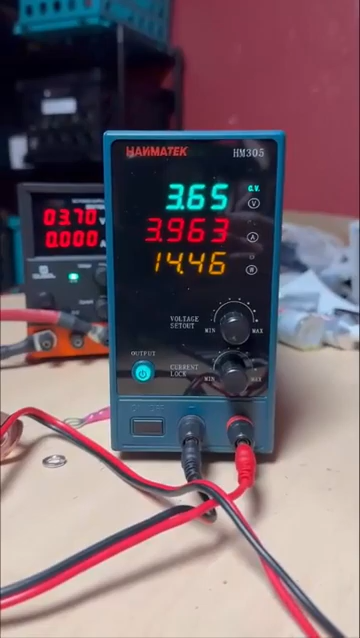 HANMATEK HM305
3.65 C.V. V
3.963 A
14.46 W
VOLTAGE
SETOUT
MIN MAX
OUTPUT
CURRENT
LOCK
MIN MAX
03.70 V
0.000 A